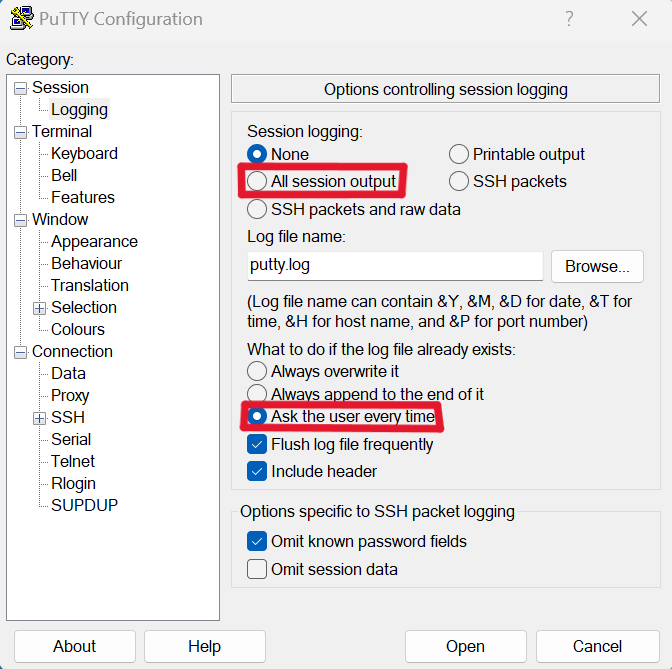 PuTTY Configuration
?
Category:
Session
Logging
Terminal
Keyboard
Bell
Features
Window
Appearance
Behaviour
Translation
Selection
Colours
Connection
Data
Proxy
SSH
Serial
Telnet
Rlogin
SUPDUP
Options controlling session logging
Session logging:
None
Printable output
All session output
SSH packets
SSH packets and raw data
Log file name:
putty.log
Browse...
(Log file name can contain &Y, &M, &D for date, &T for
time, &H for host name, and &P for port number)
What to do if the log file already exists:
Always overwrite it
Always append to the end of it
Ask the user every time
Flush log file frequently
Include header
Options specific to SSH packet logging
Omit known password fields
Omit session data
About
Help
Open
Cancel